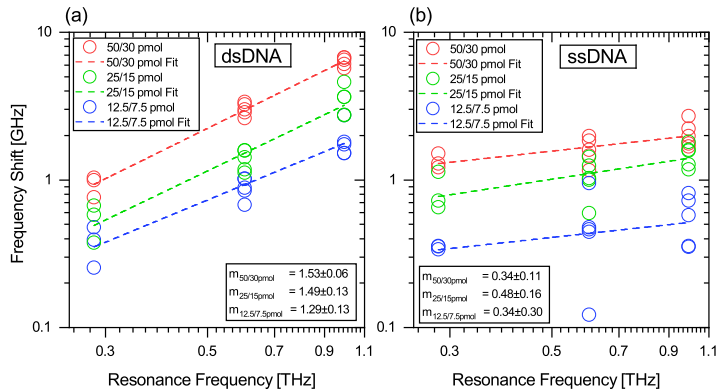 (a)
50/30 pmol
50/30 pmol Fit
25/15 pmol
25/15 pmol Fit
12.5/7.5 pmol
12.5/7.5 pmol Fit
dsDNA
m50/30pmol = 1.53±0.06
m25/15pmol = 1.49±0.13
m12.5/7.5pmol = 1.29±0.13
10
1
0.1
Frequency Shift [GHz]
0.3
0.5
0.7
0.9
1.1
Resonance Frequency [THz]
(b)
50/30 pmol
50/30 pmol Fit
25/15 pmol
25/15 pmol Fit
12.5/7.5 pmol
12.5/7.5 pmol Fit
ssDNA
m50/30pmol = 0.34±0.11
m25/15pmol = 0.48±0.16
m12.5/7.5pmol = 0.34±0.30
10
1
0.1
0.3
0.5
0.7
0.9
1.1
Resonance Frequency [THz]